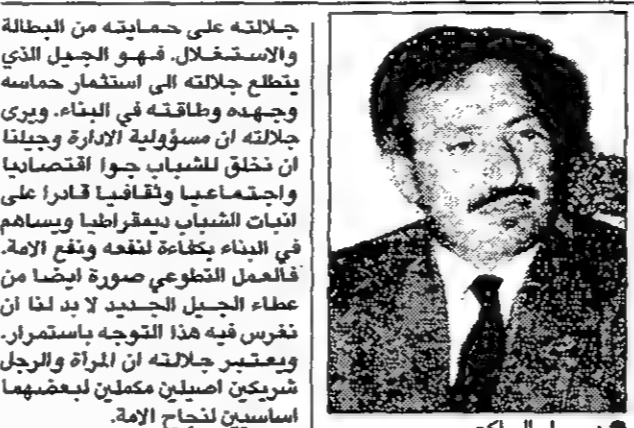 جلالته على حمايته من البطالة
والاستغلال. فهو الجيل الذي
يتطلع جلالته الى استثمار حماسه
وجهده وطاقته في البناء. ويرى
جلالته ان مسؤولية الادارة وجيلنا
ان نخلق للشباب جوا اقتصاديا
واجتماعيا وثقافيا قادرا على
انبات الشباب ديمقراطيا ويساهم
في البناء بكفاءة لنفعه ونفع الامة.
فالعمل التطوعي صورة ايضا من
عطاء الجيل الجديد لا بد لنا ان
نغرس فيه هذا التوجه باستمرار.
ويعتبر جلالته ان المرأة والرجل
شريكين اصيلين مكملين لبعضهما
اساسيين لنجاح الامة.